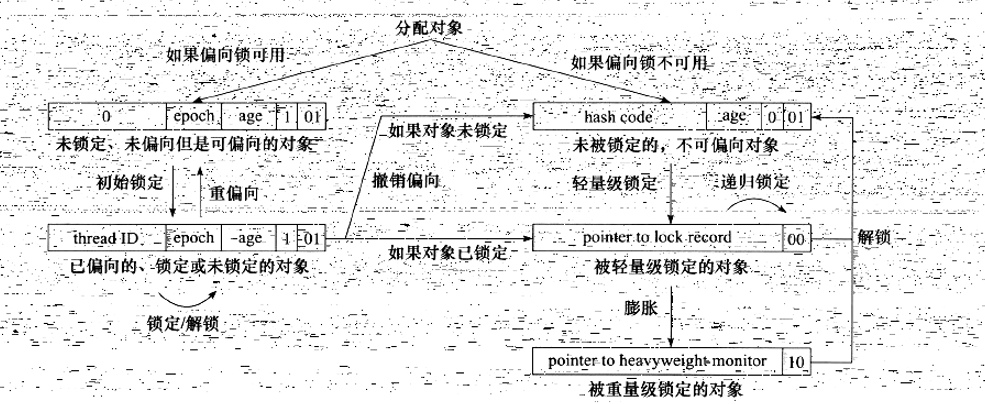 分配对象
如果偏向锁可用
如果偏向锁不可用
0 epoch age 1 01
hash code age 0 01
如果对象未锁定
未锁定、未偏向但是可偏向的对象
未被锁定的，不可偏向对象
初始锁定
重偏向
撤销偏向
轻量级锁定
递归锁定
thread ID epoch age 1 01
pointer to lock record 00
解锁
如果对象已锁定
已偏向的、锁定或未锁定的对象
被轻量级锁定的对象
锁定/解锁
膨胀
pointer to heavyweight monitor 10
被重量级锁定的对象